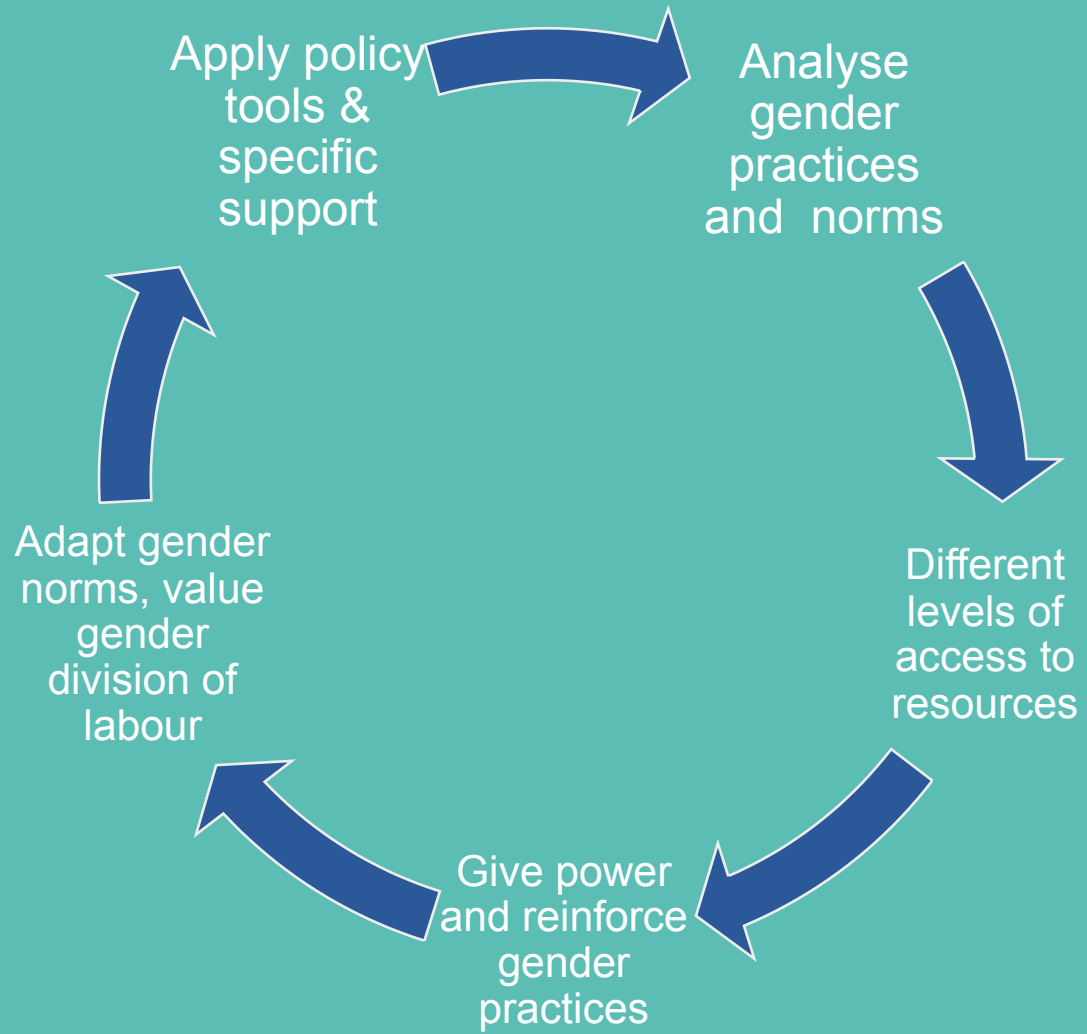 Apply policy
tools &
specific
support
Analyse
gender
practices
and  norms
Different
levels of
access to
resources
Give power
and reinforce
gender
practices
Adapt gender
norms, value
gender
division of
labour